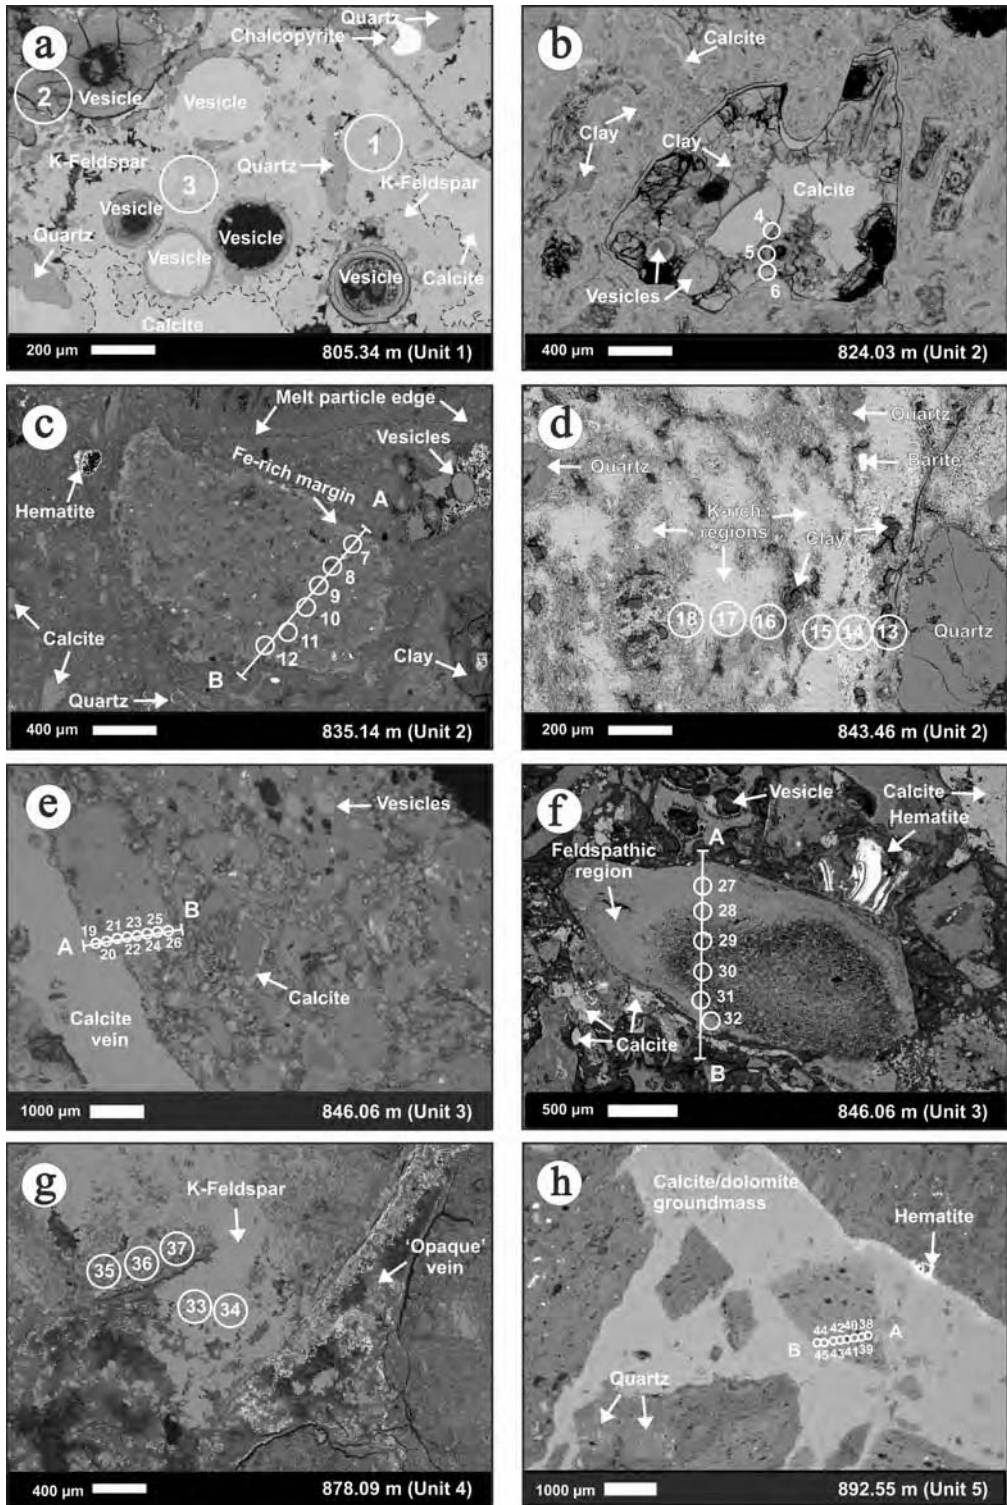 a
Quartz
Chalcopyrite
2
Vesicle
Vesicle
1
K-Feldspar
3
Quartz
K-Feldspar
Vesicle
Quartz
Vesicle
Vesicle
Vesicle
Calcite
Calcite
200 µm
805.34 m (Unit 1)
b
Calcite
Clay
Clay
Calcite
4
5
6
Vesicles
400 µm
824.03 m (Unit 2)
c
Melt particle edge
Vesicles
Fe-rich margin
Hematite
A
7
8
9
10
11
12
Calcite
B
Clay
Quartz
400 µm
835.14 m (Unit 2)
d
Quartz
Quartz
Barite
K-rich
regions
Clay
18 17 16 15 14 13
Quartz
200 µm
843.46 m (Unit 2)
e
Vesicles
B
19 21 23 25
20 22 24 26
A
Calcite
Calcite
vein
1000 µm
846.06 m (Unit 3)
f
Vesicle
Calcite
Hematite
A
Feldspathic
region
27
28
29
30
31
32
Calcite
B
500 µm
846.06 m (Unit 3)
g
K-Feldspar
'Opaque'
vein
35 36 37
33 34
400 µm
878.09 m (Unit 4)
h
Calcite/dolomite
groundmass
Hematite
44 42 40 38
B A
45 43 41 39
Quartz
1000 µm
892.55 m (Unit 5)